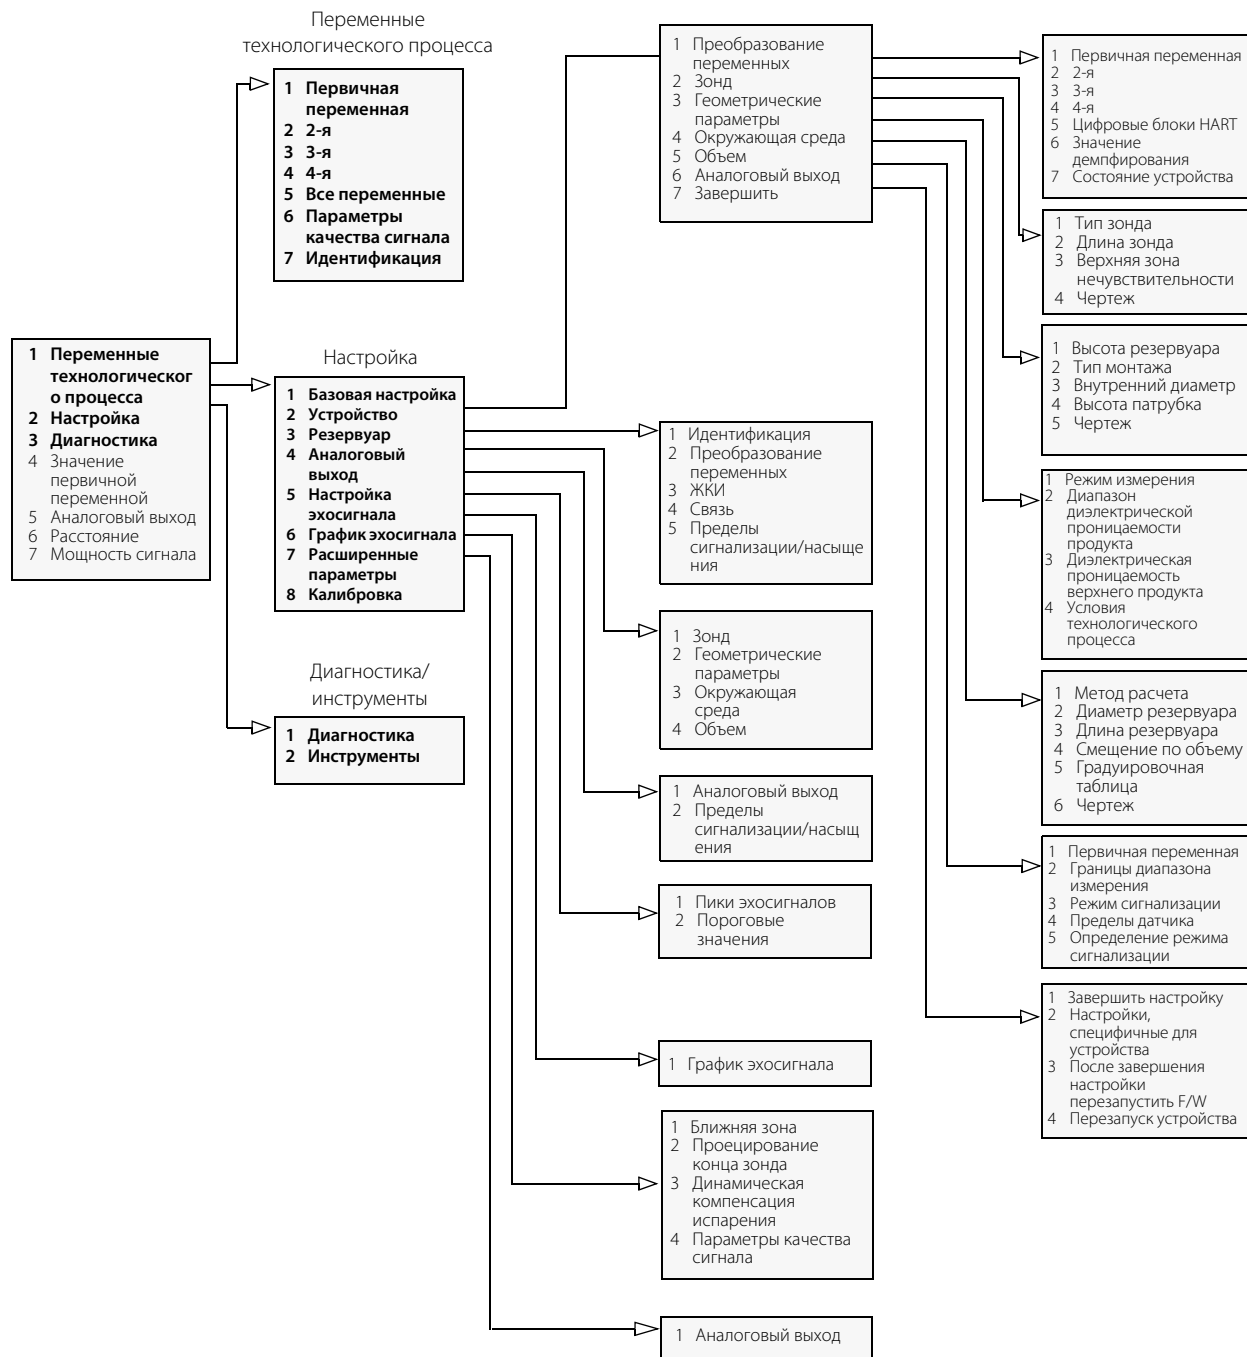 Переменные
технологического процесса
1 Первичная
переменная
2 2-я
3 3-я
4 4-я
5 Все переменные
6 Параметры
качества сигнала
7 Идентификация
1 Переменные
технологическог
о процесса
2 Настройка
3 Диагностика
4 Значение
первичной
переменной
5 Аналоговый выход
6 Расстояние
7 Мощность сигнала
Настройка
1 Базовая настройка
2 Устройство
3 Резервуар
4 Аналоговый
выход
5 Настройка
эхосигнала
6 График эхосигнала
7 Расширенные
параметры
8 Калибровка
Диагностика/
инструменты
1 Диагностика
2 Инструменты
1 Преобразование
переменных
2 Зонд
3 Геометрические
параметры
4 Окружающая среда
5 Объем
6 Аналоговый выход
7 Завершить
1 Идентификация
2 Преобразование
переменных
3 ЖКИ
4 Связь
5 Пределы
сигнализации/насыще
ния
1 Зонд
2 Геометрические
параметры
3 Окружающая
среда
4 Объем
1 Аналоговый выход
2 Пределы
сигнализации/насыщ
ения
1 Пики эхосигналов
2 Пороговые
значения
1 График эхосигнала
1 Ближняя зона
2 Проецирование
конца зонда
3 Динамическая
компенсация
испарения
4 Параметры качества
сигнала
1 Аналоговый выход
1 Первичная переменная
2 2-я
3 3-я
4 4-я
5 Цифровые блоки HART
6 Значение
демпфирования
7 Состояние устройства
1 Тип зонда
2 Длина зонда
3 Верхняя зона
нечувствительности
4 Чертеж
1 Высота резервуара
2 Тип монтажа
3 Внутренний диаметр
4 Высота патрубка
5 Чертеж
1 Режим измерения
2 Диапазон
диэлектрической
проницаемости
продукта
3 Диэлектрическая
проницаемость
верхнего продукта
4 Условия
технологического
процесса
1 Метод расчета
2 Диаметр резервуара
3 Длина резервуара
4 Смещение по объему
5 Градуировочная
таблица
6 Чертеж
1 Первичная переменная
2 Границы диапазона
измерения
3 Режим сигнализации
4 Пределы датчика
5 Определение режима
сигнализации
1 Завершить настройку
2 Настройки,
специфичные для
устройства
3 После завершения
настройки
перезапустить F/W
4 Перезапуск устройства